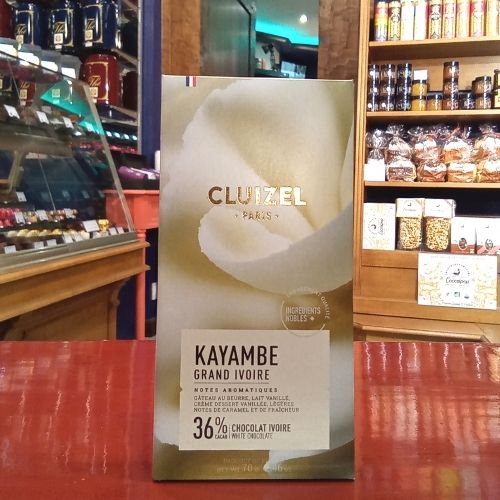 CLUIZEL
• PARIS •
INGRÉDIENTS
NOBLES
KAYAMBE
GRAND IVOIRE
NOTES AROMATIQUES
GÂTEAU AU BEURRE, LAIT VANILLÉ,
CRÈME DESSERT VANILLÉE, LÉGÈRES
NOTES DE CARAMEL ET DE FRAÎCHEUR
36%
CACAO
CHOCOLAT IVOIRE
WHITE CHOCOLATE